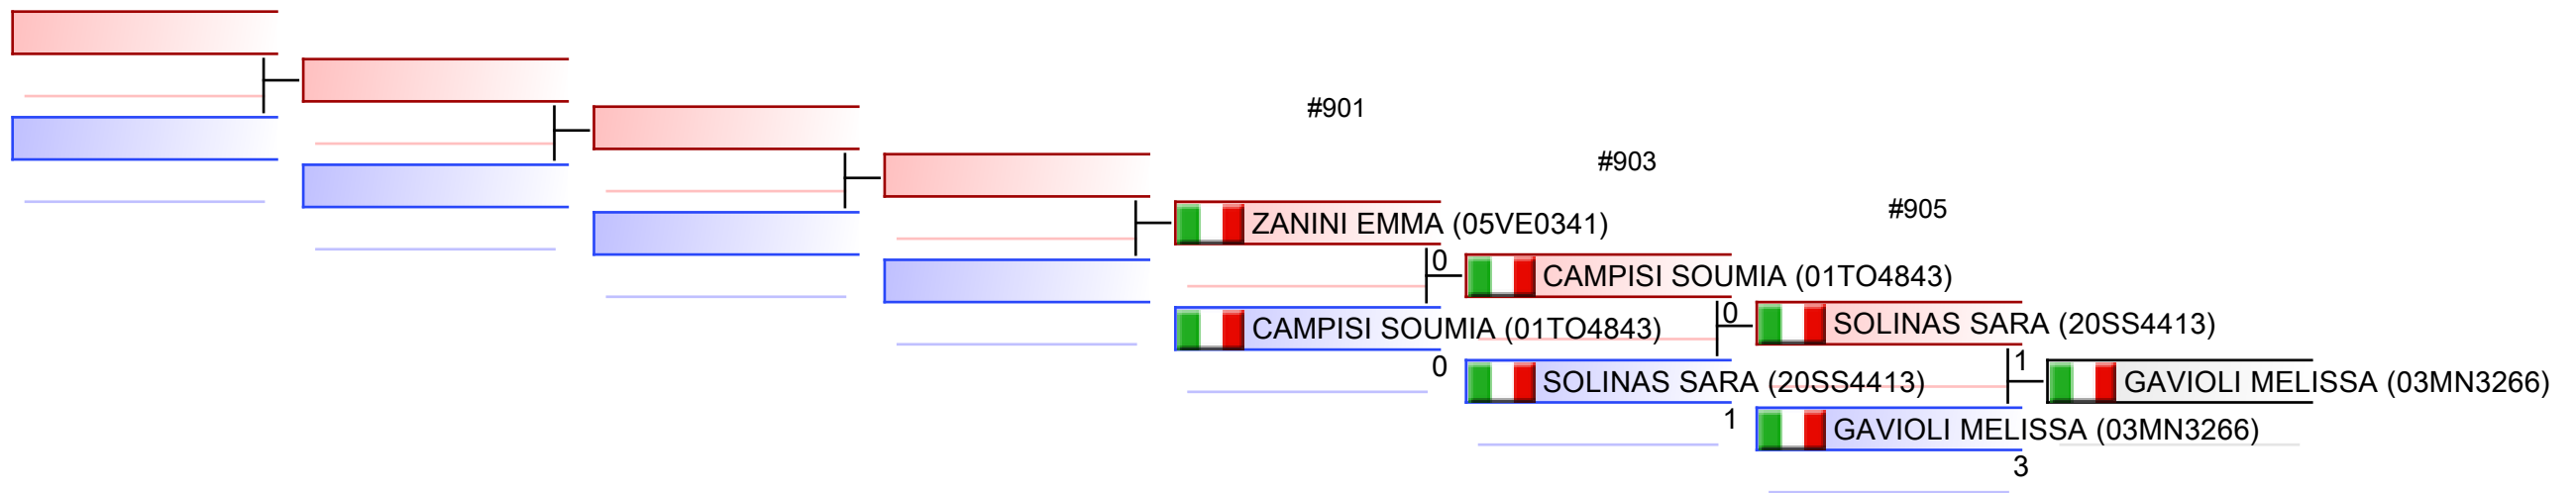 #901
#903
#905
ZANINI EMMA (05VE0341)
0
CAMPISI SOUMIA (01TO4843)
0
SOLINAS SARA (20SS4413)
CAMPISI SOUMIA (01TO4843)
0
1
SOLINAS SARA (20SS4413)
GAVIOLI MELISSA (03MN3266)
1
GAVIOLI MELISSA (03MN3266)
3